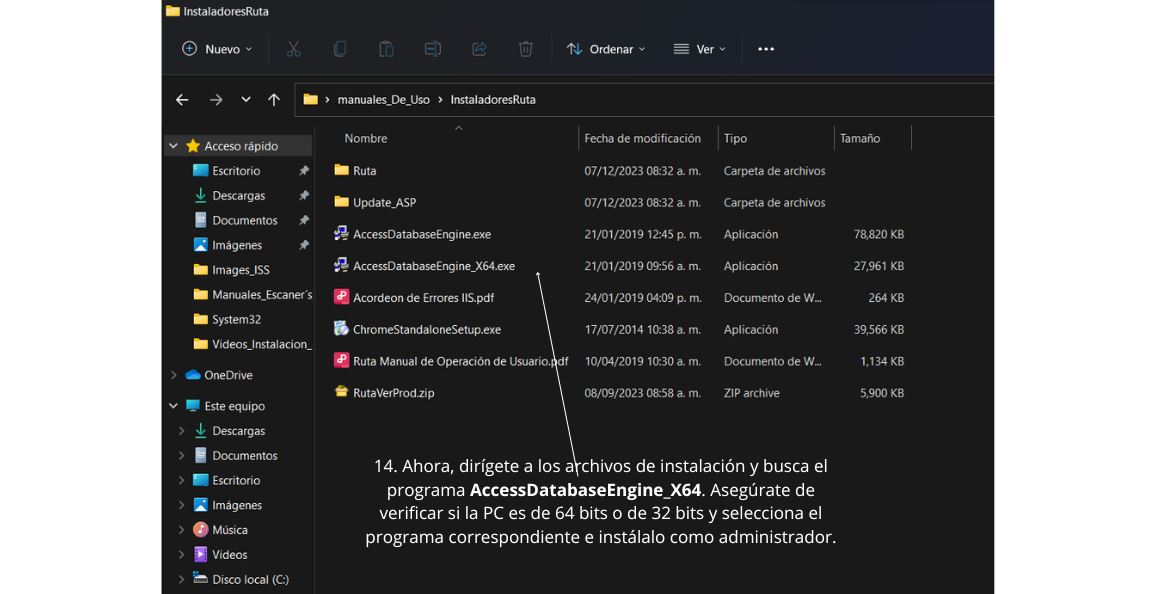 InstaladoresRuta
Nuevo
Ordenar
Ver
manuales_De_Uso > InstaladoresRuta
Nombre Fecha de modificación Tipo Tamaño
Acceso rápido
Escritorio
Descargas
Documentos
Imágenes
Images_ISS
Manuales_Escaner´s
System32
Videos_Instalacion_
OneDrive
Este equipo
Descargas
Documentos
Escritorio
Imágenes
Música
Videos
Disco local (C:)
Ruta 07/12/2023 08:32 a. m. Carpeta de archivos
Update_ASP 07/12/2023 08:32 a. m. Carpeta de archivos
AccessDatabaseEngine.exe 21/01/2019 12:45 p. m. Aplicación 78,820 KB
AccessDatabaseEngine_X64.exe 21/01/2019 09:56 a. m. Aplicación 27,961 KB
Acordeon de Errores IIS.pdf 24/01/2019 04:09 p. m. Documento de W... 264 KB
ChromeStandaloneSetup.exe 17/07/2014 10:38 a. m. Aplicación 39,566 KB
Ruta Manual de Operación de Usuario.pdf 10/04/2019 10:30 a. m. Documento de W... 1,134 KB
RutaVerProd.zip 08/09/2023 08:58 a. m. ZIP archive 5,900 KB
14. Ahora, dirígete a los archivos de instalación y busca el
programa AccessDatabaseEngine_X64. Asegúrate de
verificar si la PC es de 64 bits o de 32 bits y selecciona el
programa correspondiente e instálalo como administrador.